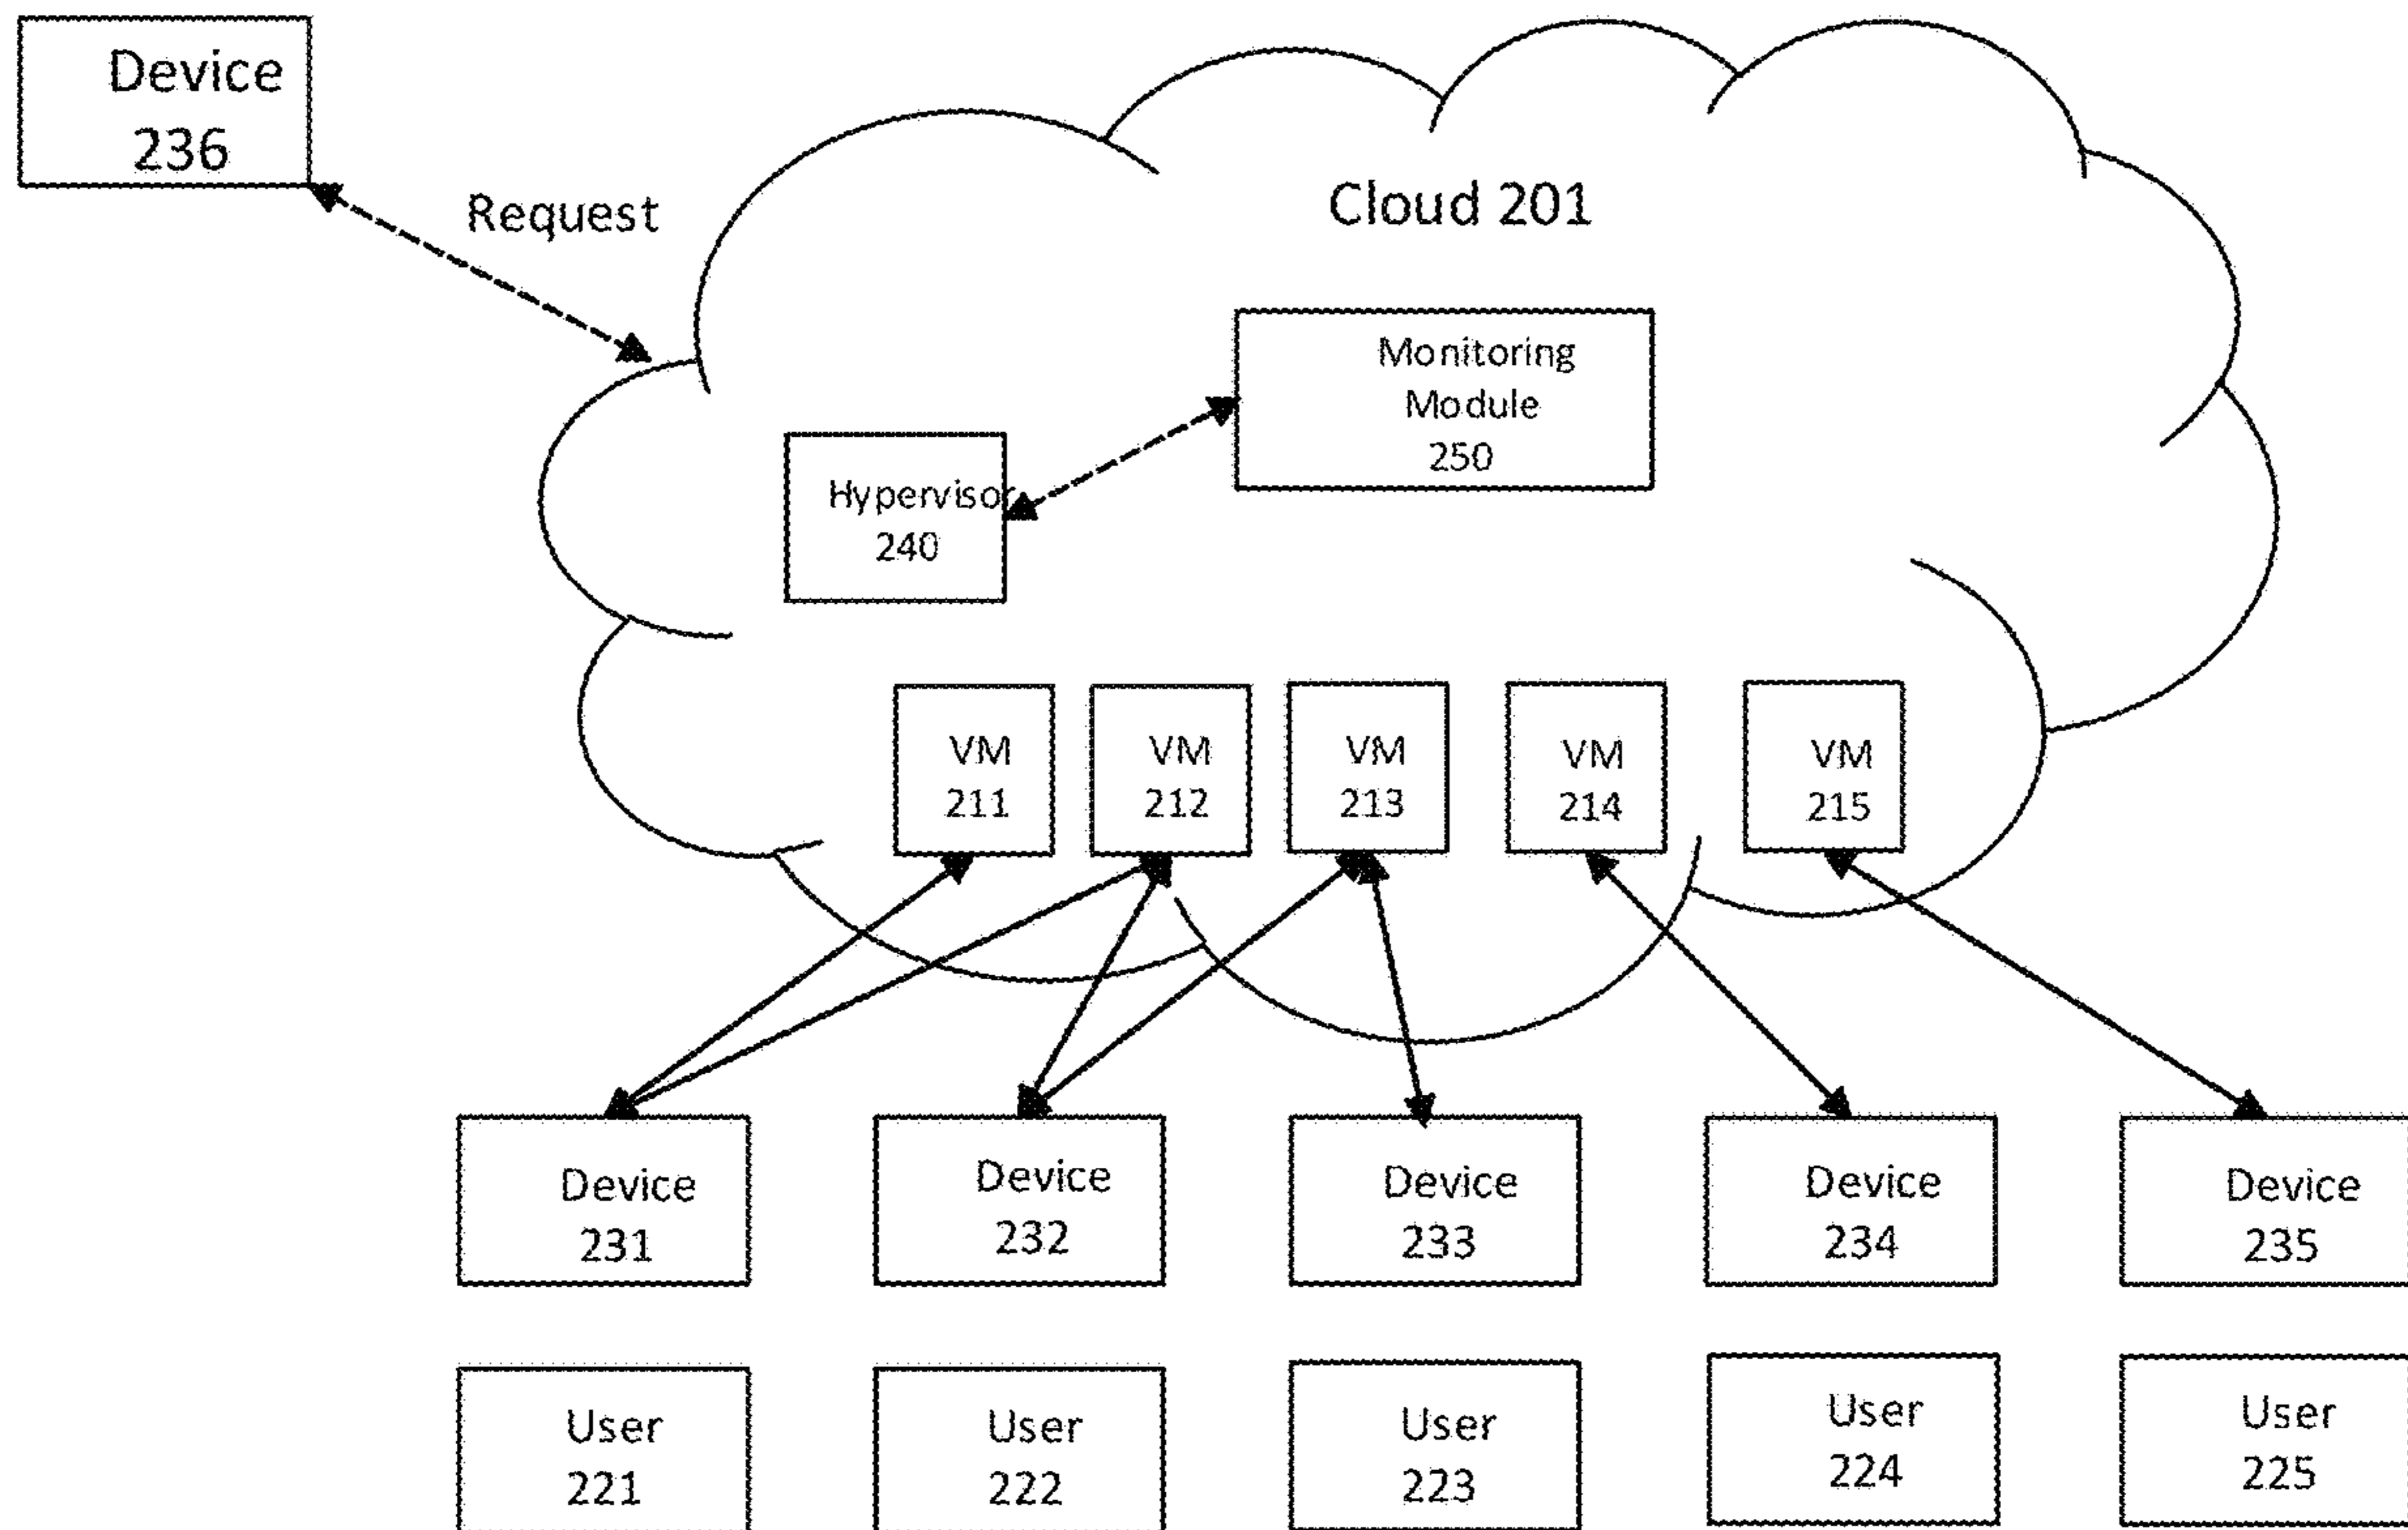 Device
236
Request
Cloud 201
Monitoring
Module
250
Hypervisor
240
VM
211
VM
212
VM
213
VM
214
VM
215
Device
231
Device
232
Device
233
Device
234
Device
235
User
221
User
222
User
223
User
224
User
225